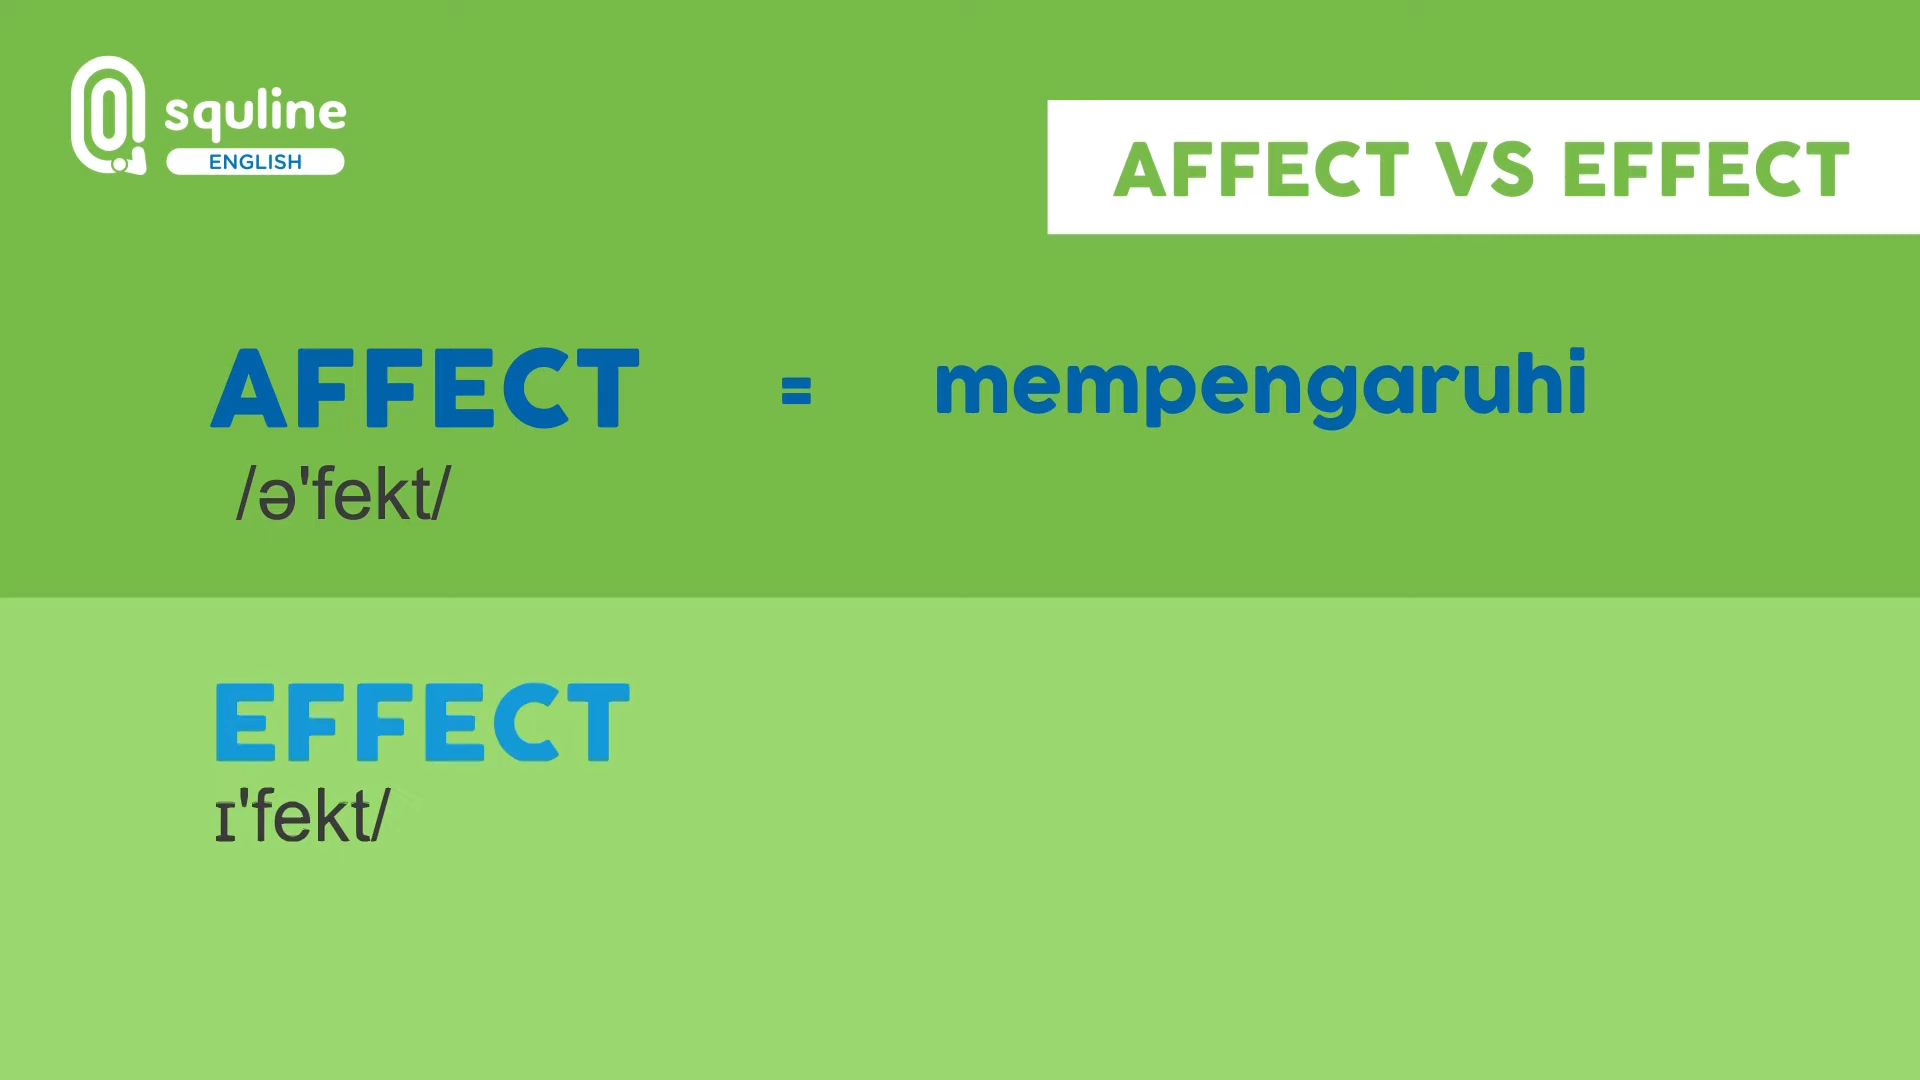 squline
ENGLISH
AFFECT VS EFFECT
AFFECT = mempengaruhi
/ə'fekt/
EFFECT
ɪ'fekt/